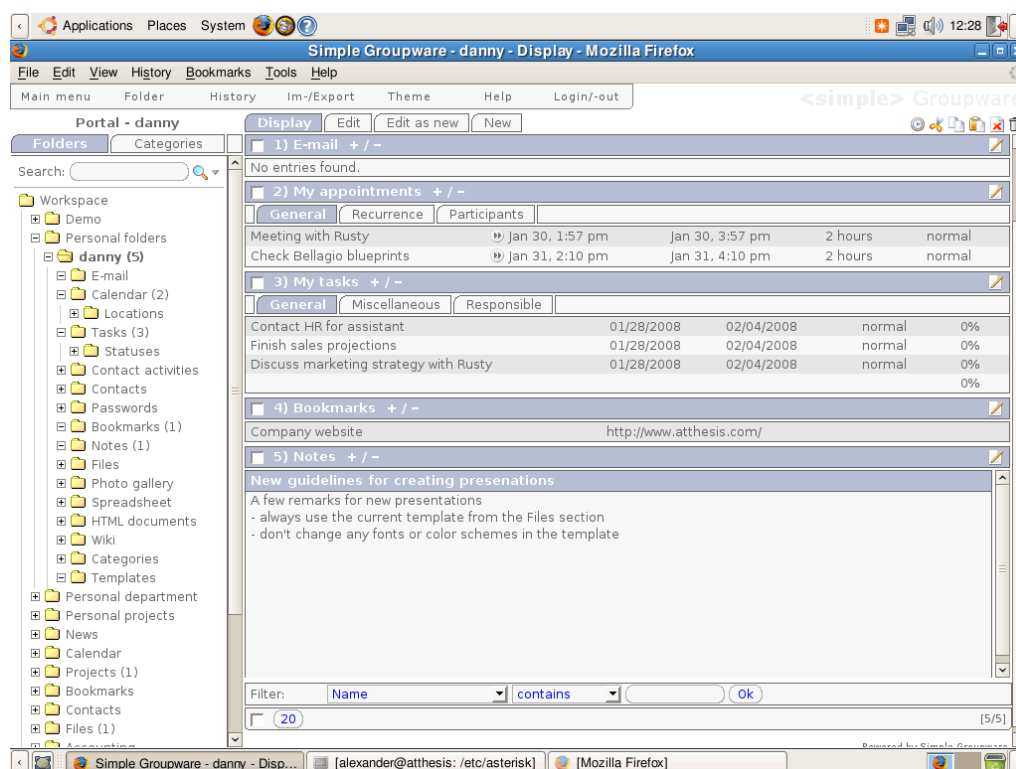 Applications Places System 12:28
Simple Groupware - danny - Display - Mozilla Firefox
File Edit View History Bookmarks Tools Help
Main menu Folder History Im-/Export Theme Help Login/-out <simple> Groupware
Portal - danny Display Edit Edit as new New
Folders Categories
Search:
Workspace
Demo
Personal folders
danny (5)
E-mail
Calendar (2)
Locations
Tasks (3)
Statuses
Contact activities
Contacts
Passwords
Bookmarks (1)
Notes (1)
Files
Photo gallery
Spreadsheet
HTML documents
Wiki
Categories
Templates
Personal department
Personal projects
News
Calendar
Projects (1)
Bookmarks
Contacts
Files (1)
Accounting
1) E-mail + / −
No entries found.
2) My appointments + / −
General Recurrence Participants
Meeting with Rusty Jan 30, 1:57 pm Jan 30, 3:57 pm 2 hours normal
Check Bellagio blueprints Jan 31, 2:10 pm Jan 31, 4:10 pm 2 hours normal
3) My tasks + / −
General Miscellaneous Responsible
Contact HR for assistant 01/28/2008 02/04/2008 normal 0%
Finish sales projections 01/28/2008 02/04/2008 normal 0%
Discuss marketing strategy with Rusty 01/28/2008 02/04/2008 normal 0%
0%
4) Bookmarks + / −
Company website http://www.atthesis.com/
5) Notes + / −
New guidelines for creating presenations
A few remarks for new presentations
- always use the current template from the Files section
- don't change any fonts or color schemes in the template
Filter: Name contains Ok
20 [5/5]
Powered by Simple Groupware
Simple Groupware - danny - Disp... [alexander@atthesis: /etc/asterisk] [Mozilla Firefox]